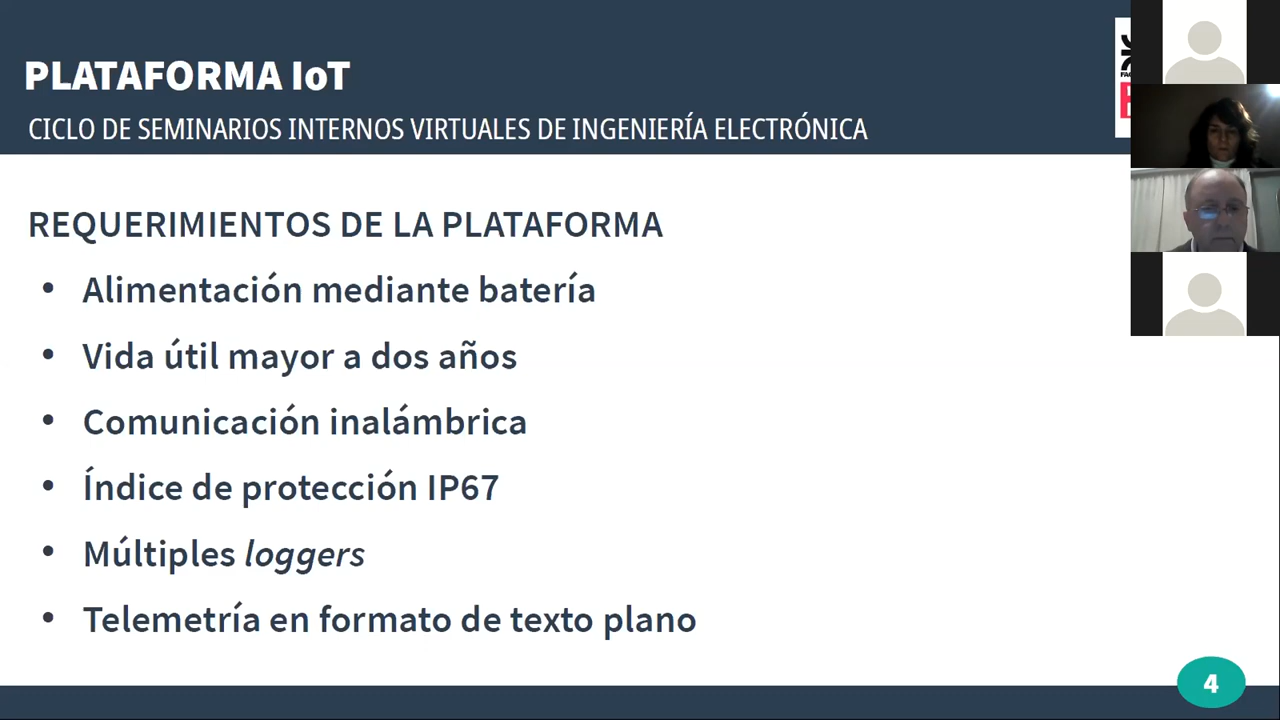 PLATAFORMA IoT
CICLO DE SEMINARIOS INTERNOS VIRTUALES DE INGENIERÍA ELECTRÓNICA
REQUERIMIENTOS DE LA PLATAFORMA
• Alimentación mediante batería
• Vida útil mayor a dos años
• Comunicación inalámbrica
• Índice de protección IP67
• Múltiples loggers
• Telemetría en formato de texto plano
4